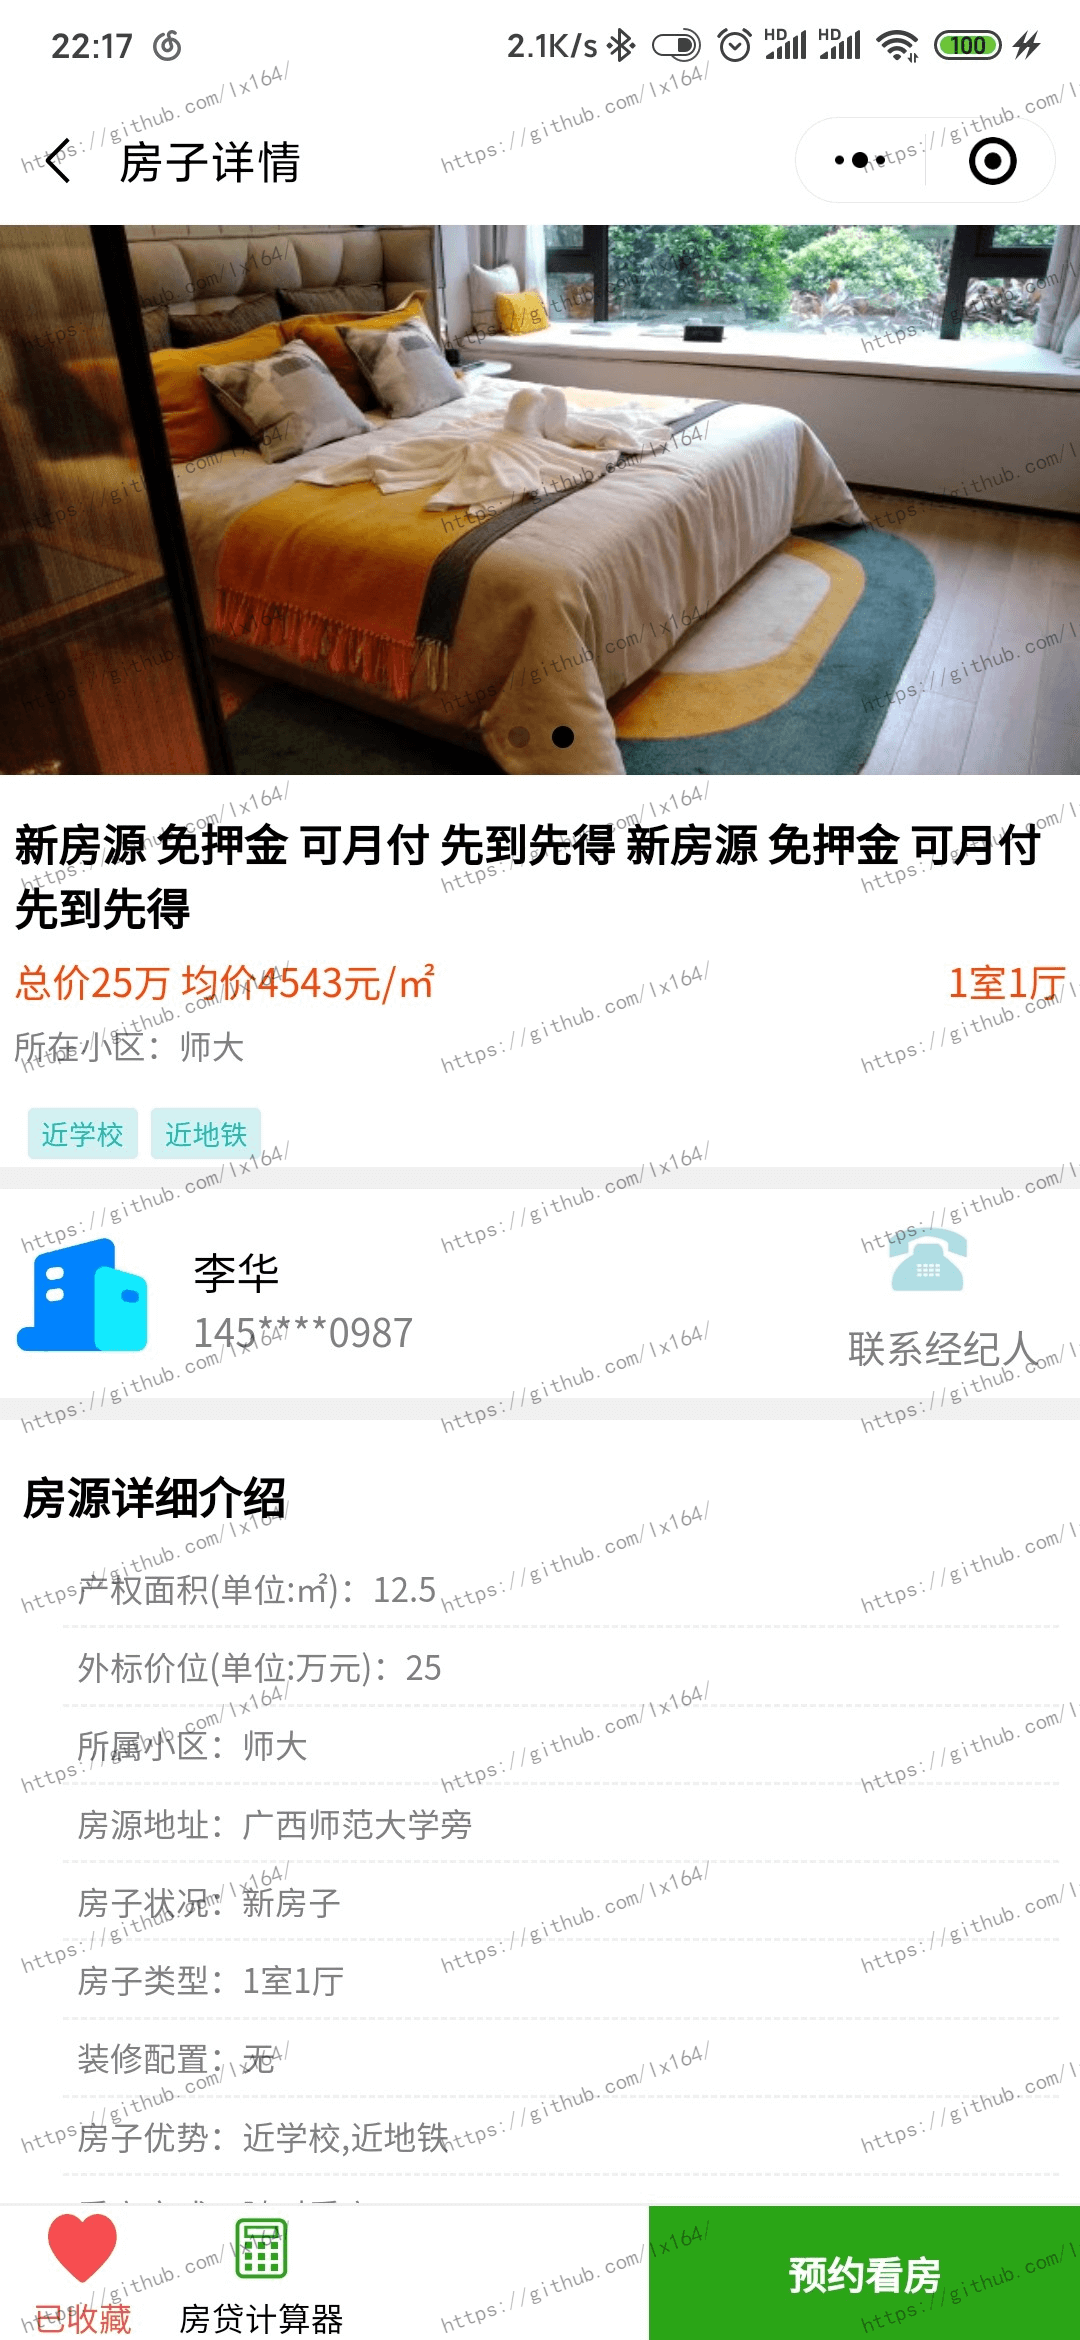 22:17
2.1K/s
HD
HD
100
房子详情
新房源 免押金 可月付 先到先得 新房源 免押金 可月付
先到先得
总价25万 均价4543元/㎡
1室1厅
所在小区：师大
近学校 近地铁
李华
145****0987
联系经纪人
房源详细介绍
产权面积(单位:㎡)：12.5
外标价位(单位:万元)：25
所属小区：师大
房源地址：广西师范大学旁
房子状况：新房子
房子类型：1室1厅
装修配置：无
房子优势：近学校,近地铁
已收藏
房贷计算器
预约看房
https://github.com/lx164/